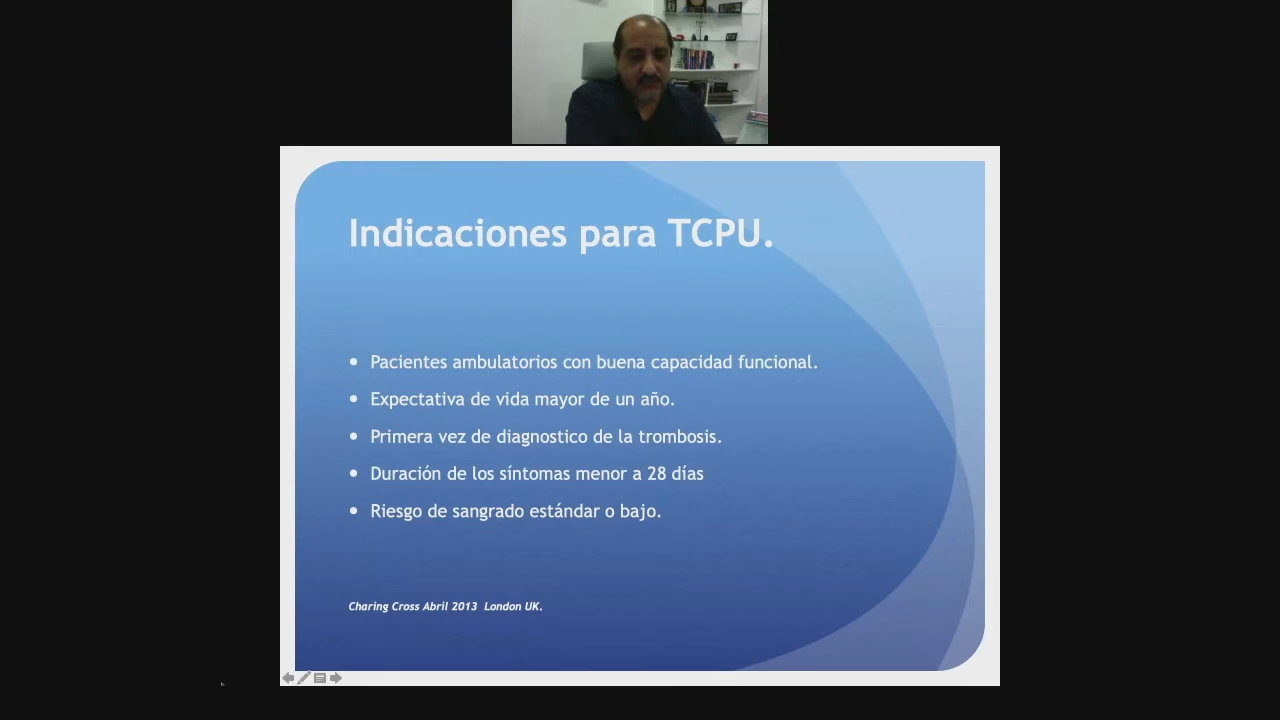 Indicaciones para TCPU.
Pacientes ambulatorios con buena capacidad funcional.
Expectativa de vida mayor de un año.
Primera vez de diagnostico de la trombosis.
Duración de los síntomas menor a 28 días
Riesgo de sangrado estándar o bajo.
Charing Cross Abril 2013 London UK.